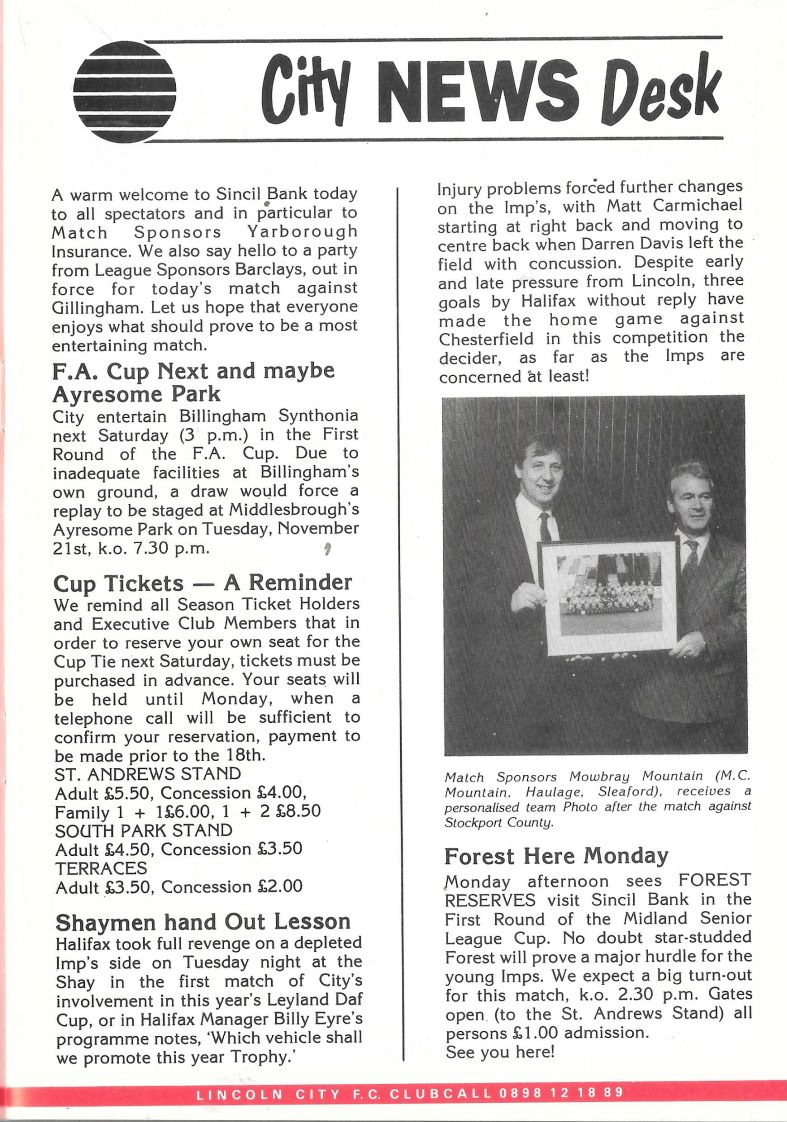 City NEWS Desk
A warm welcome to Sincil Bank today
to all spectators and in particular to
Match Sponsors Yarborough
Insurance. We also say hello to a party
from League Sponsors Barclays, out in
force for today's match against
Gillingham. Let us hope that everyone
enjoys what should prove to be a most
entertaining match.
F.A. Cup Next and maybe
Ayresome Park
City entertain Billingham Synthonia
next Saturday (3 p.m.) in the First
Round of the F.A. Cup. Due to
inadequate facilities at Billingham's
own ground, a draw would force a
replay to be staged at Middlesbrough's
Ayresome Park on Tuesday, November
21st, k.o. 7.30 p.m.
Cup Tickets — A Reminder
We remind all Season Ticket Holders
and Executive Club Members that in
order to reserve your own seat for the
Cup Tie next Saturday, tickets must be
purchased in advance. Your seats will
be held until Monday, when a
telephone call will be sufficient to
confirm your reservation, payment to
be made prior to the 18th.
ST. ANDREWS STAND
Adult £5.50, Concession £4.00,
Family 1 + 1£6.00, 1 + 2 £8.50
SOUTH PARK STAND
Adult £4.50, Concession £3.50
TERRACES
Adult £3.50, Concession £2.00
Shaymen hand Out Lesson
Halifax took full revenge on a depleted
Imp's side on Tuesday night at the
Shay in the first match of City's
involvement in this year's Leyland Daf
Cup, or in Halifax Manager Billy Eyre's
programme notes, 'Which vehicle shall
we promote this year Trophy.'
Injury problems forced further changes
on the Imp's, with Matt Carmichael
starting at right back and moving to
centre back when Darren Davis left the
field with concussion. Despite early
and late pressure from Lincoln, three
goals by Halifax without reply have
made the home game against
Chesterfield in this competition the
decider, as far as the Imps are
concerned at least!
Match Sponsors Mowbray Mountain (M.C.
Mountain, Haulage, Sleaford), receives a
personalised team Photo after the match against
Stockport County.
Forest Here Monday
Monday afternoon sees FOREST
RESERVES visit Sincil Bank in the
First Round of the Midland Senior
League Cup. No doubt star-studded
Forest will prove a major hurdle for the
young Imps. We expect a big turn-out
for this match, k.o. 2.30 p.m. Gates
open (to the St. Andrews Stand) all
persons £1.00 admission.
See you here!
LINCOLN CITY F.C. CLUBCALL 0898 12 18 89